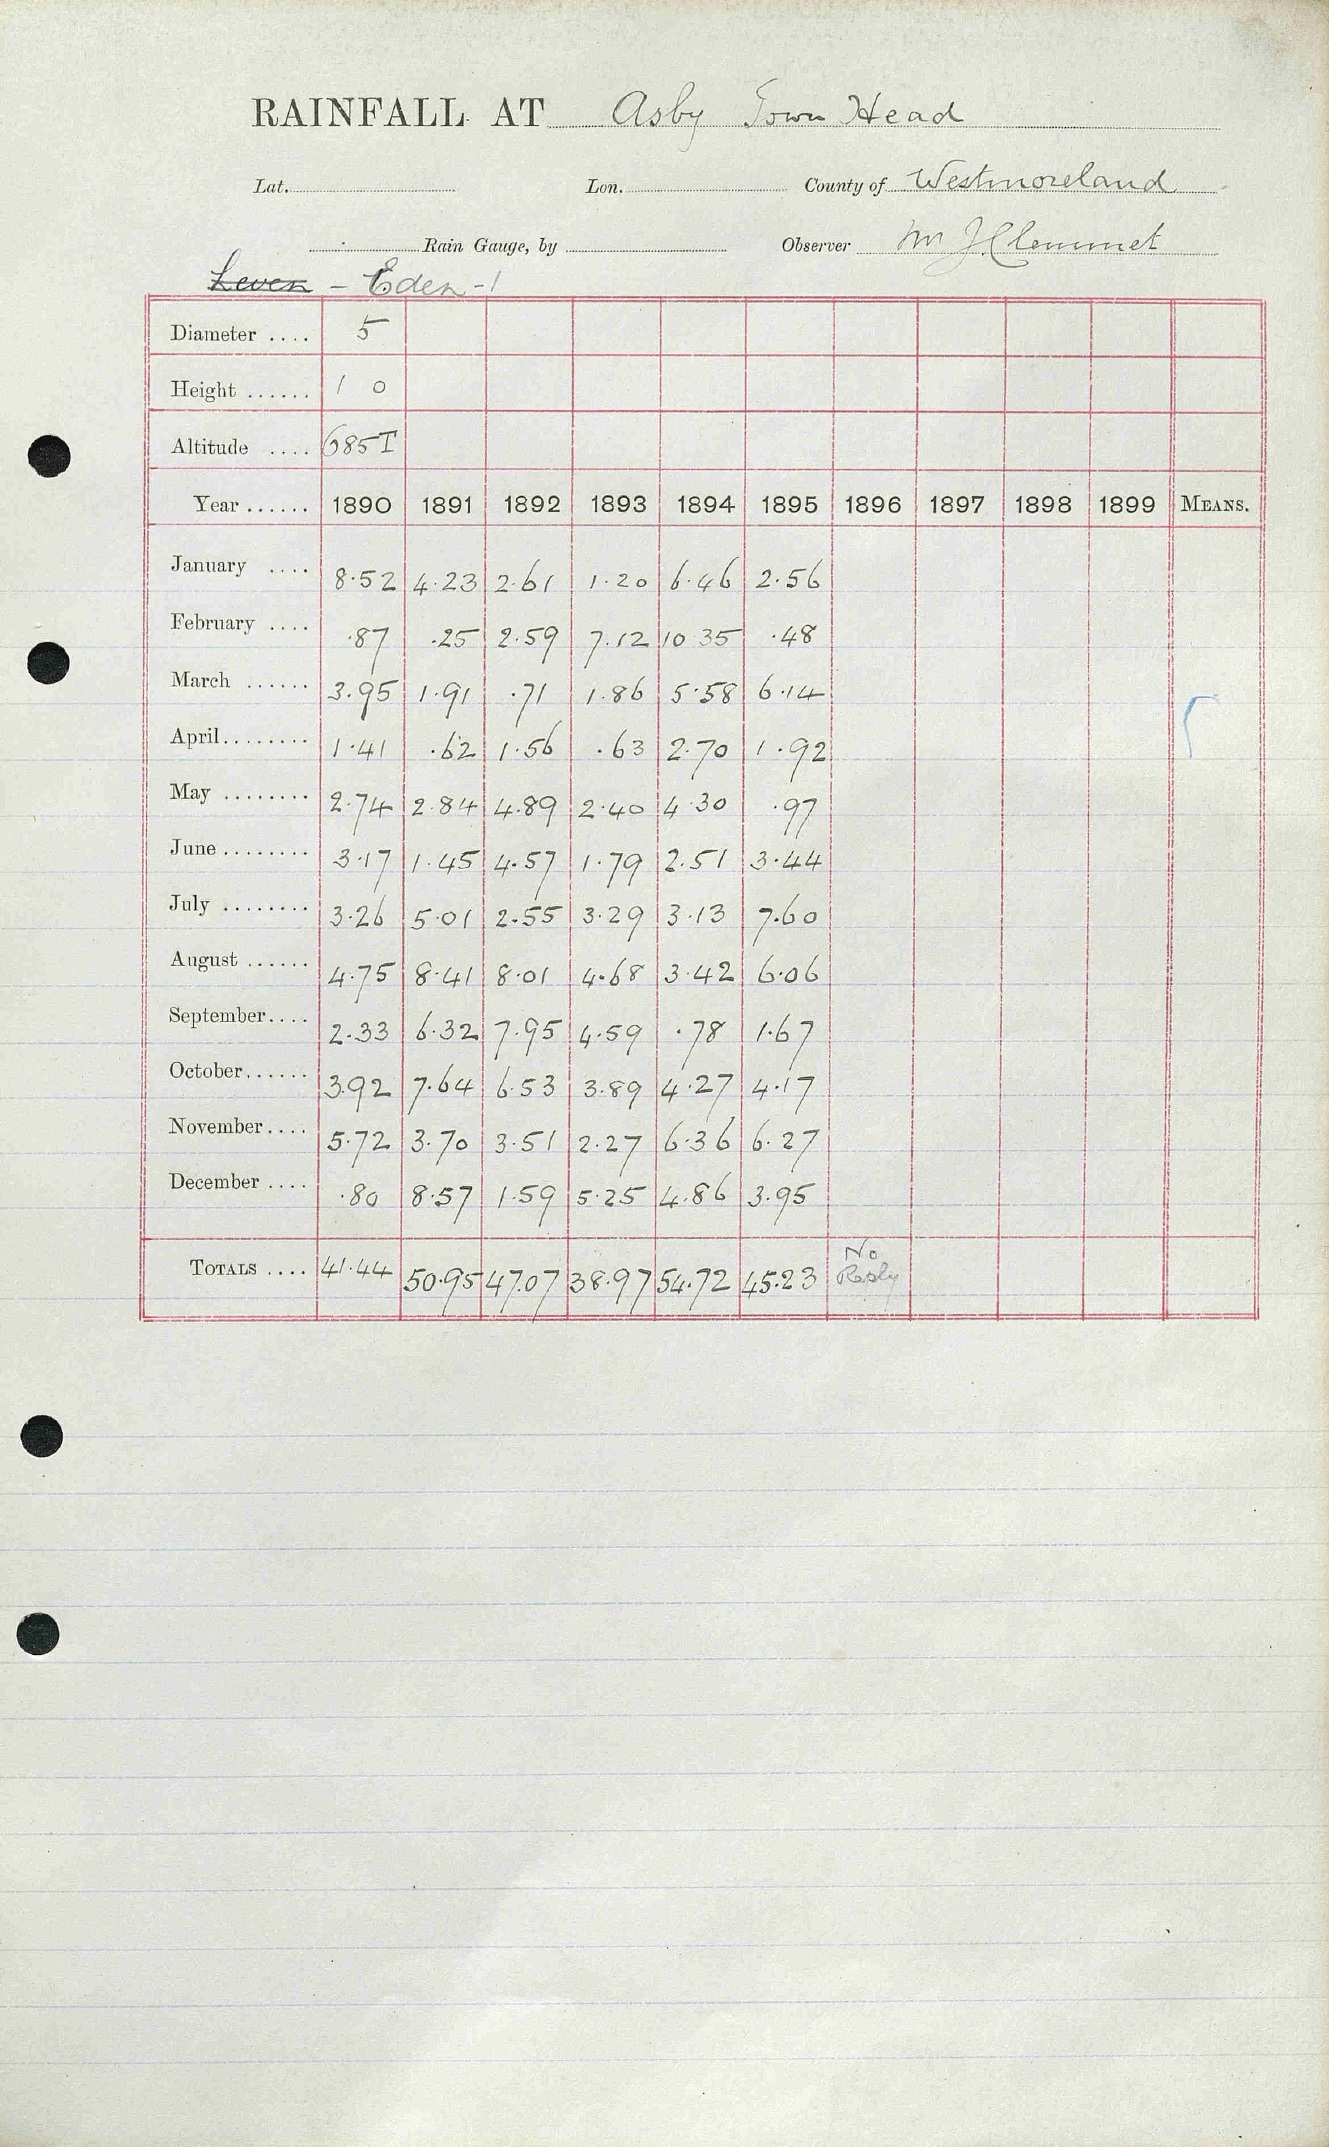 RAINFALL AT Asby Town Head
Lat. Lon. County of Westmoreland
Rain Gauge, by Observer Mr J Clemmet
Leven - Eden - 1
Diameter .... 5
Height ...... 1 0
Altitude .... 685T
Year ...... 1890 1891 1892 1893 1894 1895 1896 1897 1898 1899 MEANS.
January .... 8.52 4.23 2.61 1.20 6.46 2.56
February .... .87 .25 2.59 7.12 10 35 .48
March ...... 3.95 1.91 .71 1.86 5.58 6.14
April ........ 1.41 .62 1.56 .63 2.70 1.92
May ........ 2.74 2.84 4.89 2.40 4 30 .97
June ........ 3.17 1.45 4.57 1.79 2.51 3.44
July ........ 3.26 5.01 2.55 3.29 3.13 7.60
August ...... 4.75 8.41 8.01 4.68 3.42 6.06
September.... 2.33 6.32 7.95 4.59 .78 1.67
October...... 3.92 7.64 6.53 3.89 4.27 4.17
November.... 5.72 3.70 3.51 2.27 6.36 6.27
December .... .80 8.57 1.59 5.25 4.86 3.95
TOTALS .... 41.44 50.95 47.07 38.97 54.72 45.23 No Reply